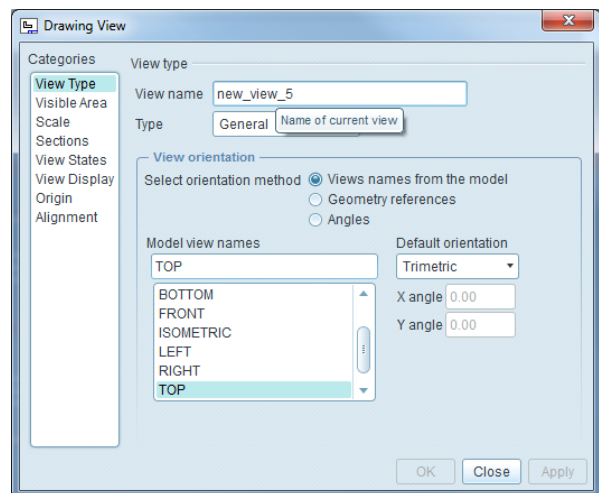 Drawing View
Categories
View Type
Visible Area
Scale
Sections
View States
View Display
Origin
Alignment
View type
View name new_view_5
Type General Name of current view
View orientation
Select orientation method Views names from the model
Geometry references
Angles
Model view names Default orientation
TOP Trimetric
BOTTOM X angle 0.00
FRONT
ISOMETRIC Y angle 0.00
LEFT
RIGHT
TOP
OK Close Apply